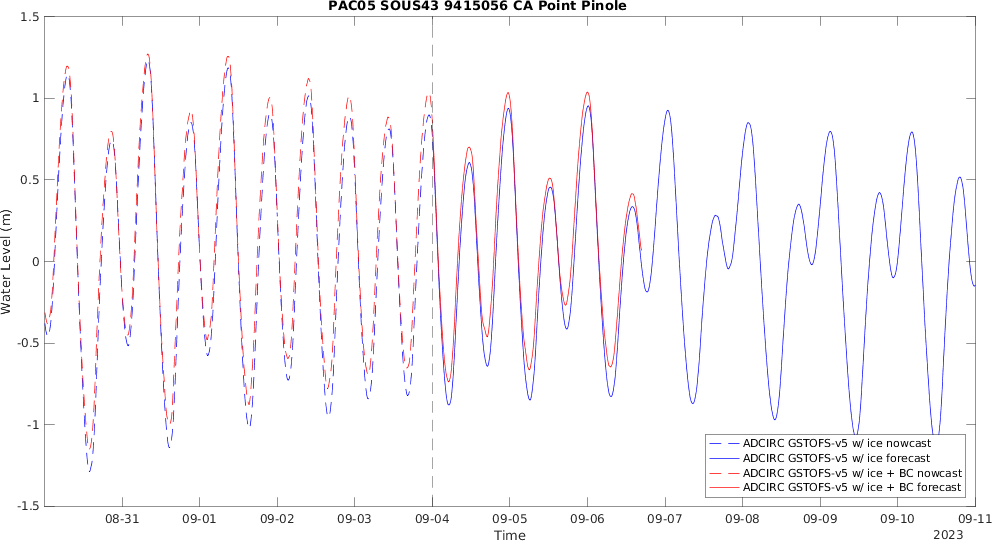 PAC05 SOUS43 9415056 CA Point Pinole
1.5
1
0.5
0
-0.5
-1
-1.5
Water Level (m)
08-31 09-01 09-02 09-03 09-04 09-05 09-06 09-07 09-08 09-09 09-10 09-11
Time
2023
ADCIRC GSTOFS-v5 w/ ice nowcast
ADCIRC GSTOFS-v5 w/ ice forecast
ADCIRC GSTOFS-v5 w/ ice + BC nowcast
ADCIRC GSTOFS-v5 w/ ice + BC forecast